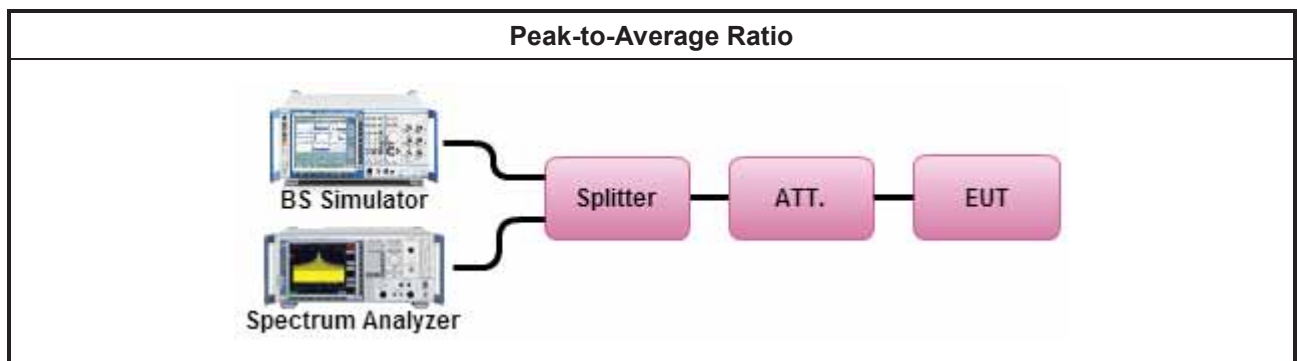 Peak-to-Average Ratio
BS Simulator
Spectrum Analyzer
Splitter
ATT.
EUT